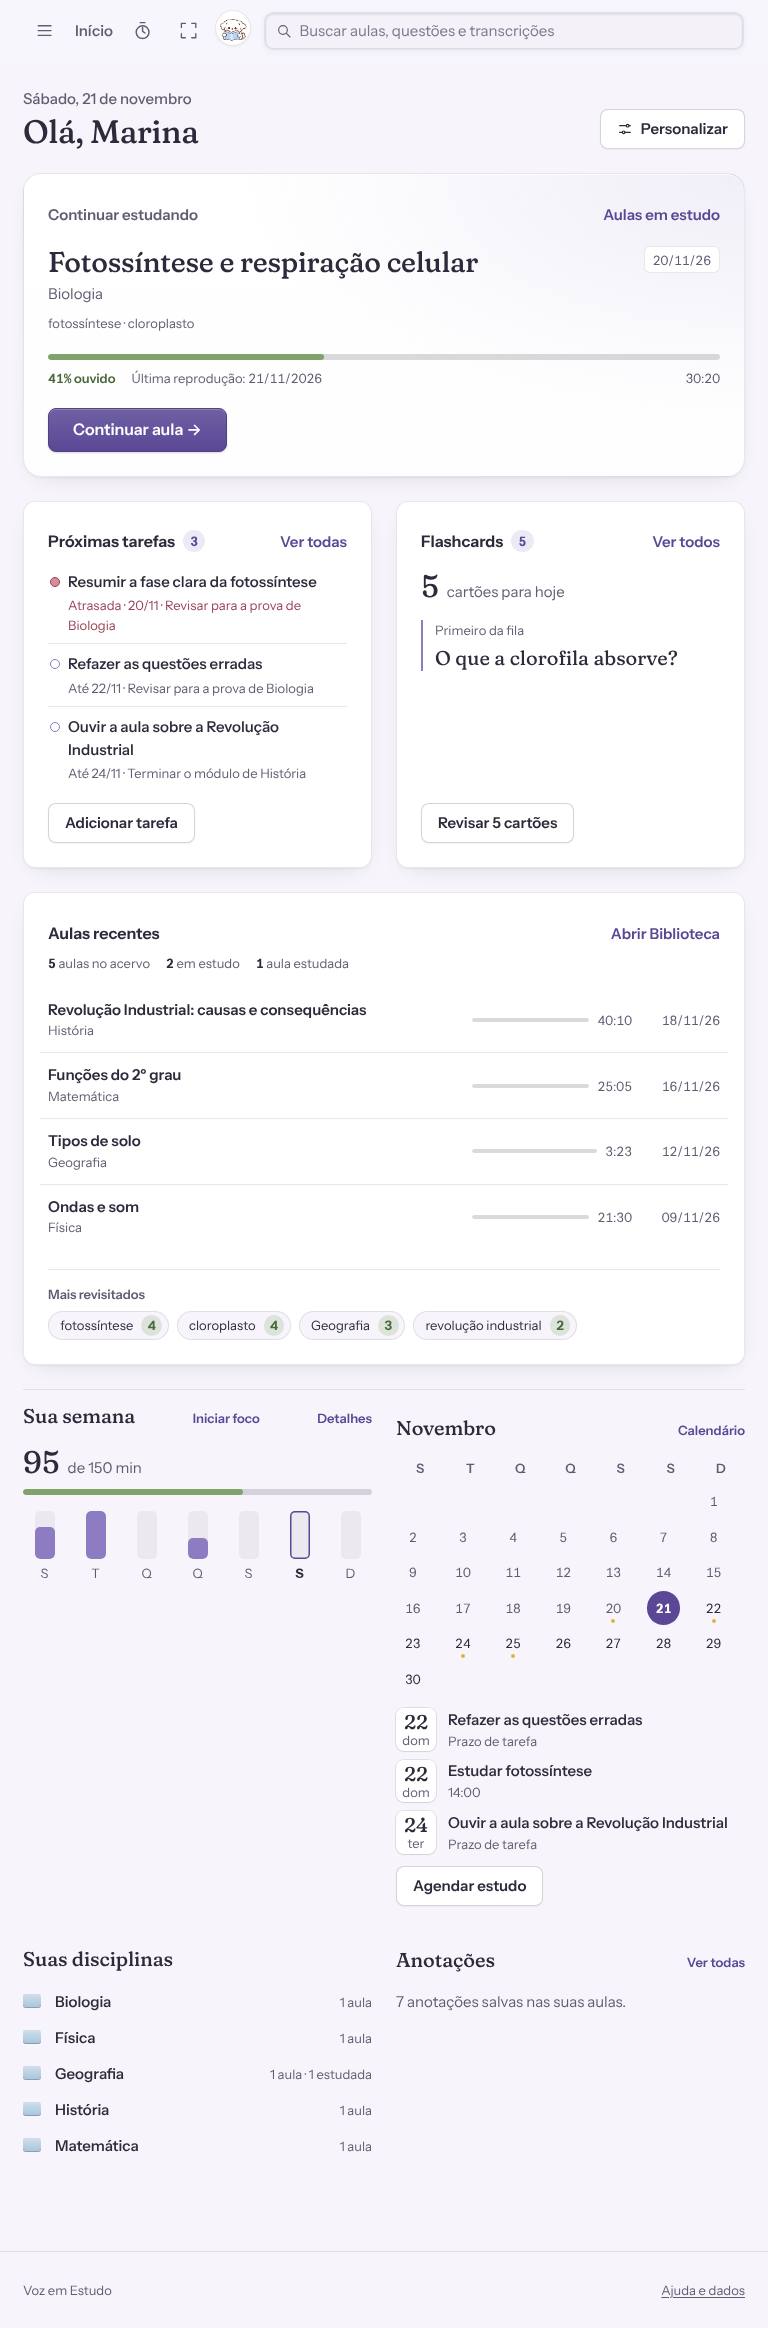 Início
Buscar aulas, questões e transcrições
Sábado, 21 de novembro
Olá, Marina
Personalizar
Continuar estudando
Aulas em estudo
Fotossíntese e respiração celular
20/11/26
Biologia
fotossíntese · cloroplasto
41% ouvido Última reprodução: 21/11/2026 30:20
Continuar aula →
Próximas tarefas 3 Ver todas
Resumir a fase clara da fotossíntese
Atrasada · 20/11 · Revisar para a prova de
Biologia
Refazer as questões erradas
Até 22/11 · Revisar para a prova de Biologia
Ouvir a aula sobre a Revolução
Industrial
Até 24/11 · Terminar o módulo de História
Adicionar tarefa
Flashcards 5 Ver todos
5 cartões para hoje
Primeiro da fila
O que a clorofila absorve?
Revisar 5 cartões
Aulas recentes
Abrir Biblioteca
5 aulas no acervo 2 em estudo 1 aula estudada
Revolução Industrial: causas e consequências
História
40:10 18/11/26
Funções do 2º grau
Matemática
25:05 16/11/26
Tipos de solo
Geografia
3:23 12/11/26
Ondas e som
Física
21:30 09/11/26
Mais revisitados
fotossíntese 4 cloroplasto 4 Geografia 3 revolução industrial 2
Sua semana Iniciar foco Detalhes
95 de 150 min
S T Q Q S S D
Novembro Calendário
S T Q Q S S D
1
2 3 4 5 6 7 8
9 10 11 12 13 14 15
16 17 18 19 20 21 22
23 24 25 26 27 28 29
30
22 dom
Refazer as questões erradas
Prazo de tarefa
22 dom
Estudar fotossíntese
14:00
24 ter
Ouvir a aula sobre a Revolução Industrial
Prazo de tarefa
Agendar estudo
Suas disciplinas
Biologia 1 aula
Física 1 aula
Geografia 1 aula · 1 estudada
História 1 aula
Matemática 1 aula
Anotações Ver todas
7 anotações salvas nas suas aulas.
Voz em Estudo
Ajuda e dados